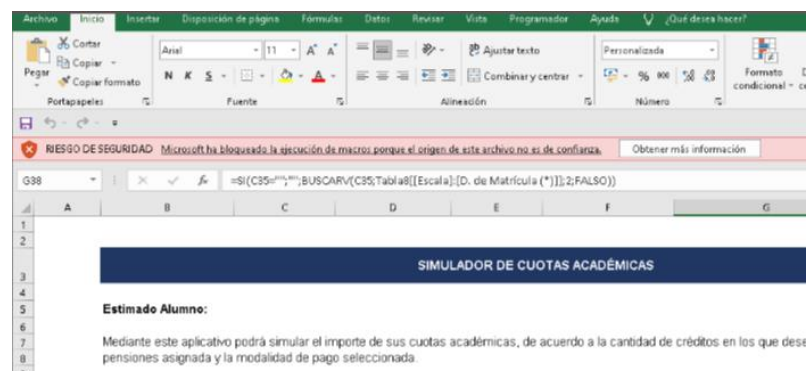 Archivo Inicio Insertar Disposición de página Fórmulas Datos Revisar Vista Programador Ayuda ¿Qué desea hacer?
Cortar
Copiar
Copiar formato
Pegar
Portapapeles
Arial 11 A A
N K S A
Fuente
Ajustar texto
Combinar y centrar
Alineación
Personalizada
% 000
Número
Formato
condicional
RIESGO DE SEGURIDAD Microsoft ha bloqueado la ejecución de macros porque el origen de este archivo no es de confianza. Obtener más información
G38 fx =SI(C35="";"";BUSCARV(C35;Tabla8[[Escala]:[D. de Matrícula (*)]];2;FALSO))
A B C D E F G
1
2
3 SIMULADOR DE CUOTAS ACADÉMICAS
4
5 Estimado Alumno:
6
7 Mediante este aplicativo podrá simular el importe de sus cuotas académicas, de acuerdo a la cantidad de créditos en los que dese
8 pensiones asignada y la modalidad de pago seleccionada.